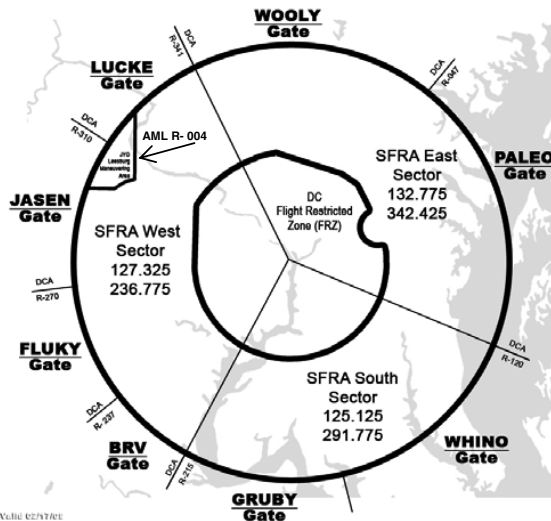 WOOLY
Gate
LUCKE
Gate
DCA
R-341
DCA
R-047
DCA
R-310
AML R- 004
JYO
Leesburg
Maneuvering
Area
SFRA East
Sector
132.775
342.425
PALEO
Gate
DC
Flight Restricted
Zone (FRZ)
JASEN
Gate
SFRA West
Sector
127.325
236.775
DCA
R-270
DCA
R-120
FLUKY
Gate
SFRA South
Sector
125.125
291.775
DCA
R- 237
BRV
Gate
DCA
R-215
WHINO
Gate
GRUBY
Gate